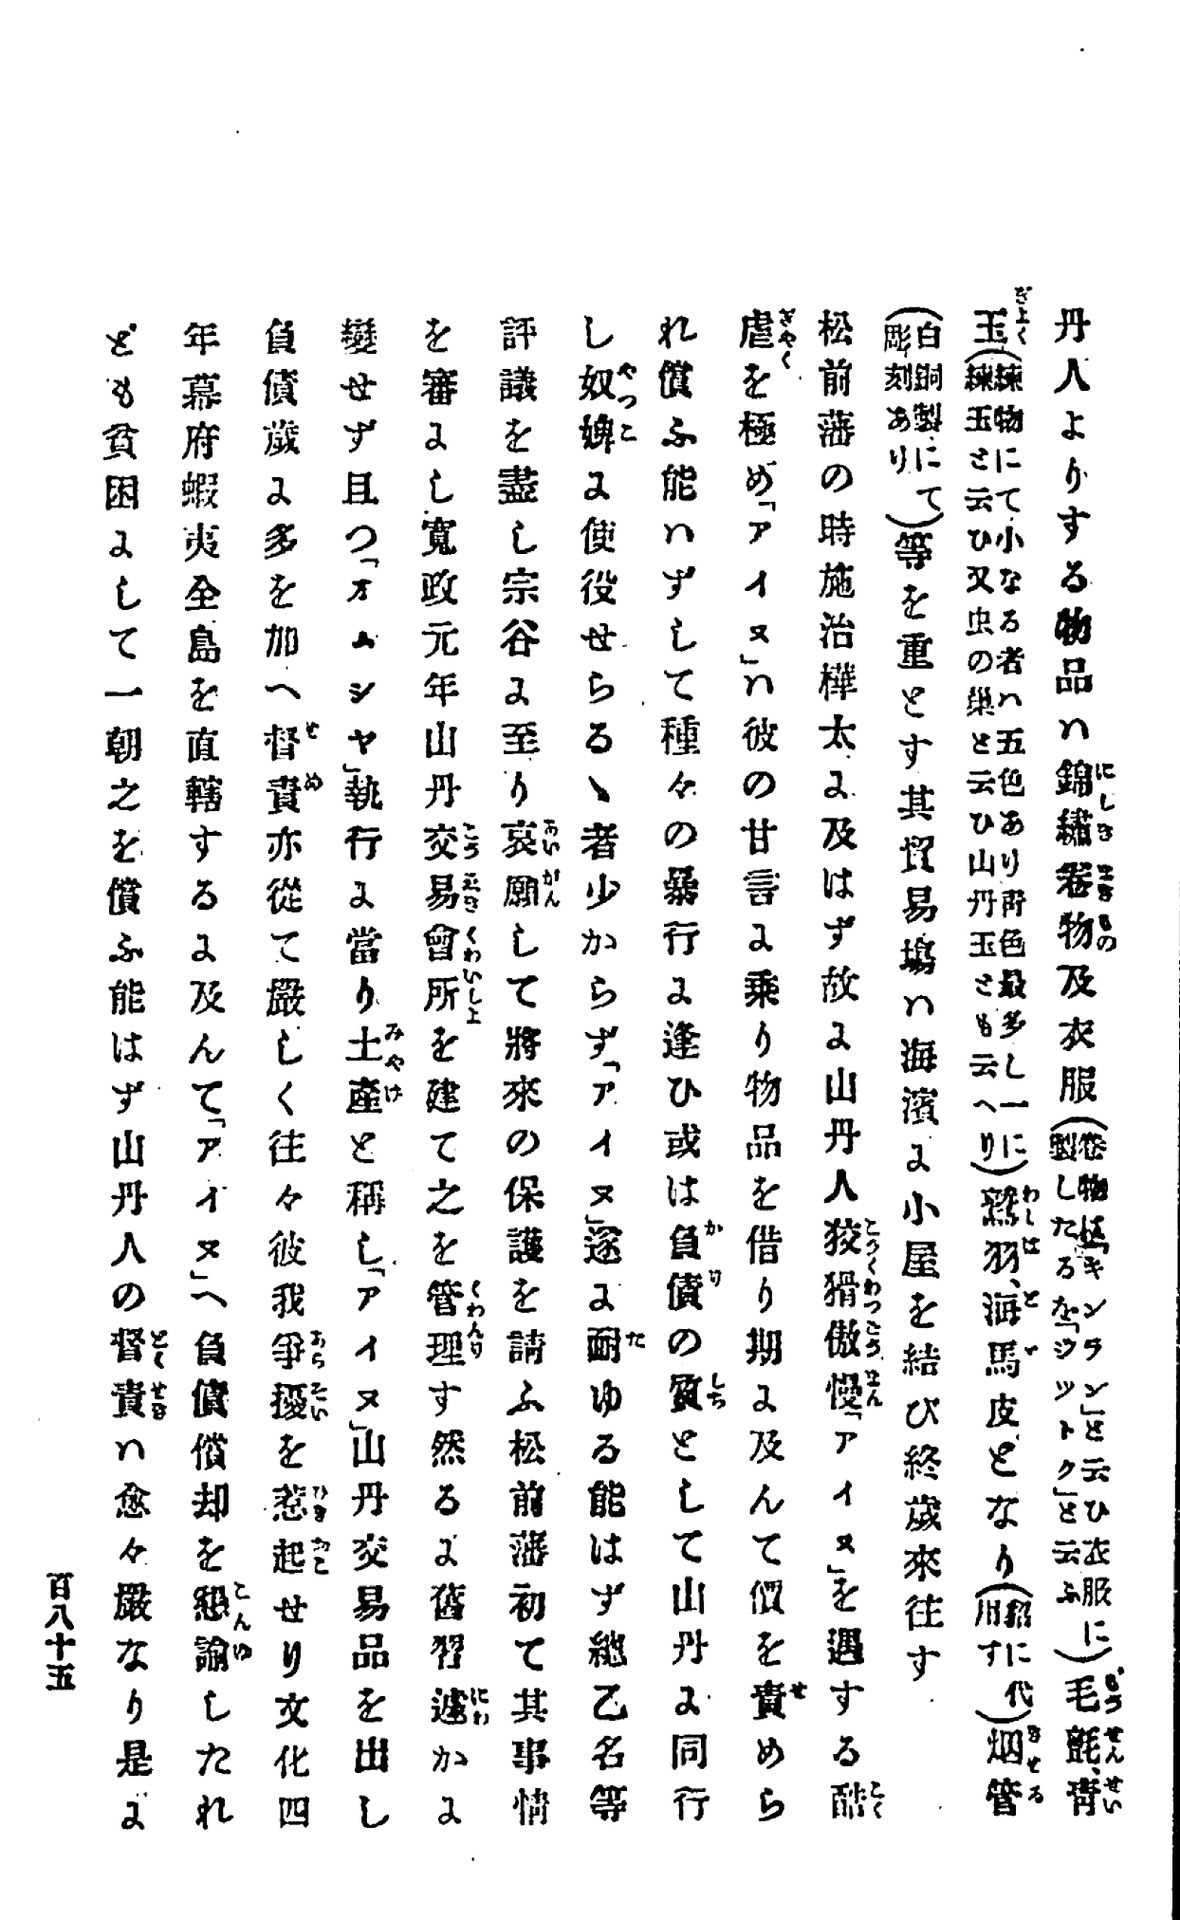 丹人よりする物品ハ錦繡卷物及衣服(卷物は「キンラン」と云ひ衣服に製したるを「ジツトク」と云ふ)毛氈、青
玉(練物にて小なる者ハ五色あり靑色最多し一に練玉と云ひ又虫の巢と云ひ山丹玉とも云へり)鷲羽、海馬皮となり(貂に代用す)烟管
(白銅製にて彫刻あり)等を重とす其貿易塲ハ海濱に小屋を結び終歲來往す
松前藩の時施治樺太に及はず故に山丹人狡猾傲慢「アイヌ」を遇する酷
虐を極め「アイヌ」ハ彼の甘言に乘り物品を借り期に及んて價を責めら
れ償ふ能ハずして種々の暴行に逢ひ或は負債の質として山丹に同行
し奴婢に使役せらるゝ者少からず「アイヌ」遂に耐ゆる能はず總乙名等
評議を盡し宗谷に至り哀願して將來の保護を請ふ松前藩初て其事情
を審にし寬政元年山丹交易會所を建て之を管理す然るに舊習遽かに
變せず且つ「オムシヤ」執行に當り土產と稱し「アイヌ」山丹交易品を出し
負債歲に多を加へ督責亦從て嚴しく往々彼我爭擾を惹起せり文化四
年幕府蝦夷全島を直轄するに及んて「アイヌ」へ負債償却を懇諭したれ
ども貧困にして一朝之を償ふ能はず山丹人の督責ハ愈々嚴なり是に
百八十五